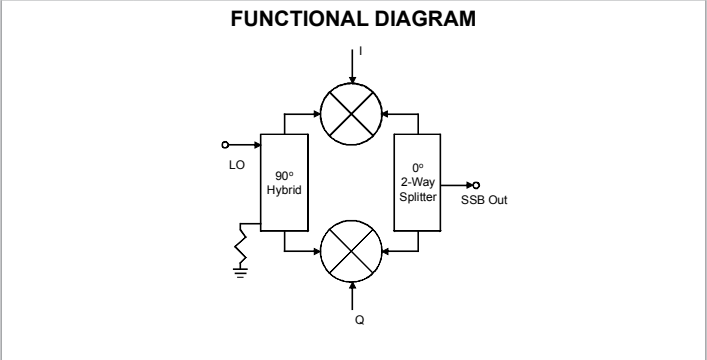 FUNCTIONAL DIAGRAM
I
LO
90°
Hybrid
0°
2-Way
Splitter
SSB Out
Q